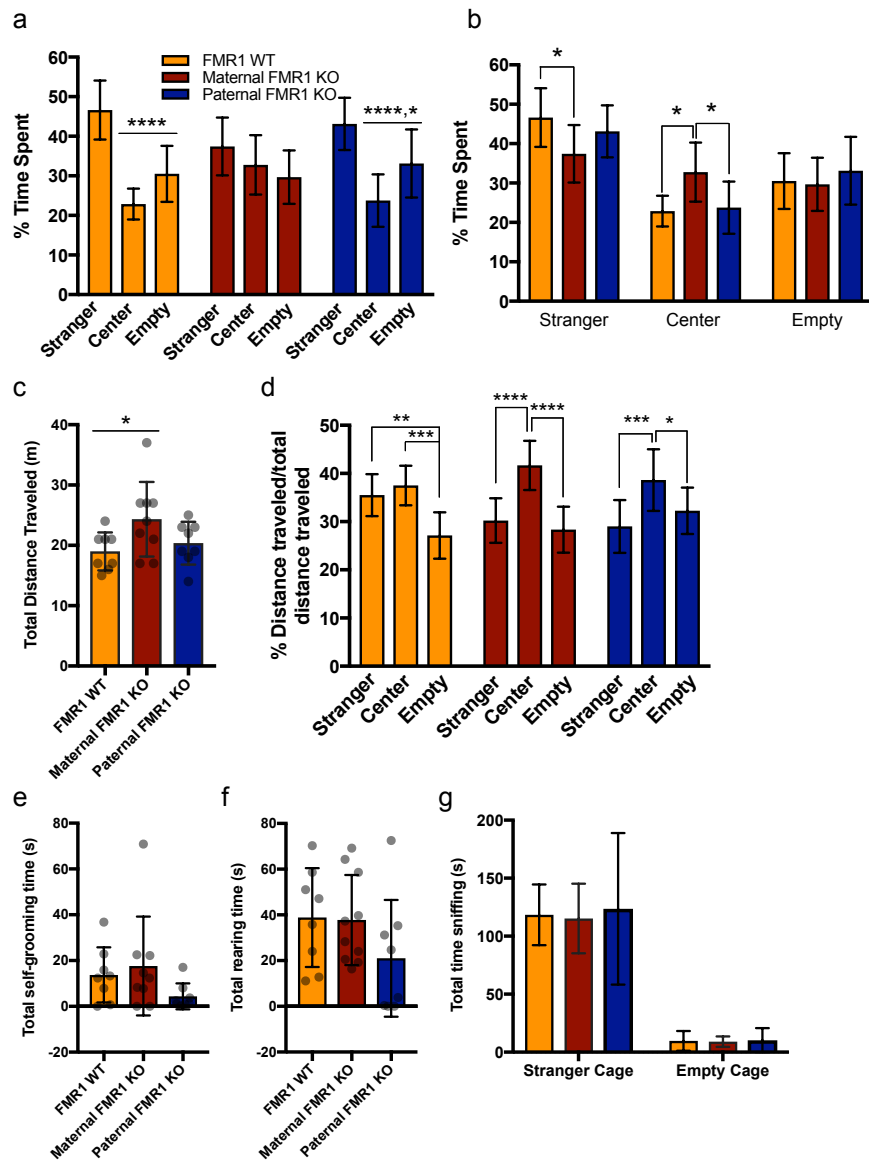 a
% Time Spent
60
50
40
30
20
10
0
FMR1 WT
Maternal FMR1 KO
Paternal FMR1 KO
****
****,*
Stranger
Center
Empty
Stranger
Center
Empty
Stranger
Center
Empty
b
% Time Spent
60
50
40
30
20
10
0
*
*
*
Stranger
Center
Empty
c
Total Distance Traveled (m)
40
30
20
10
0
*
FMR1 WT
Maternal FMR1 KO
Paternal FMR1 KO
d
% Distance traveled/total
distance traveled
50
40
30
20
10
0
**
***
****
****
***
*
Stranger
Center
Empty
Stranger
Center
Empty
Stranger
Center
Empty
e
Total self-grooming time (s)
80
60
40
20
0
-20
FMR1 WT
Maternal FMR1 KO
Paternal FMR1 KO
f
Total rearing time (s)
80
60
40
20
0
-20
FMR1 WT
Maternal FMR1 KO
Paternal FMR1 KO
g
Total time sniffing (s)
200
150
100
50
0
Stranger Cage
Empty Cage